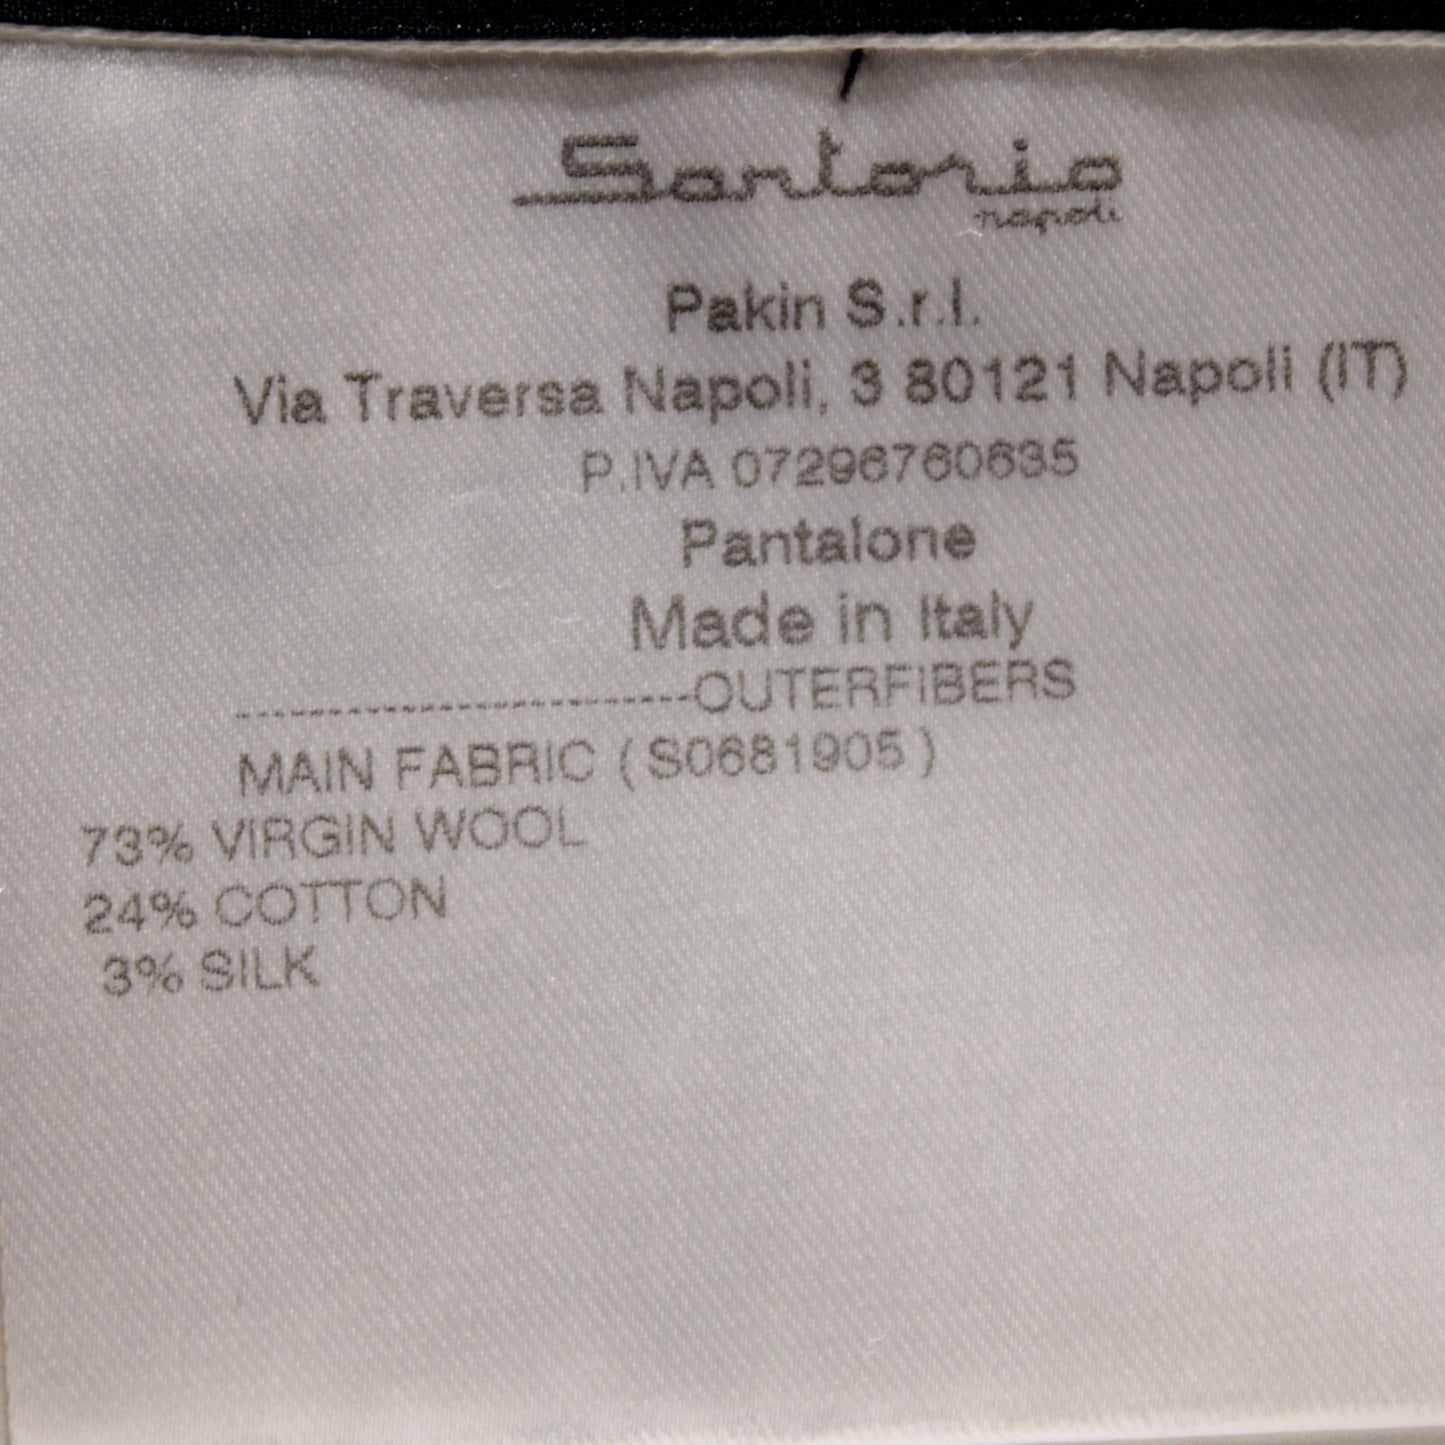 Sartorio
napoli
Pakin S.r.l.
Via Traversa Napoli, 3 80121 Napoli (IT)
P.IVA 07296760635
Pantalone
Made in Italy
-------------------------OUTERFIBERS
MAIN FABRIC ( S0681905 )
73% VIRGIN WOOL
24% COTTON
3% SILK